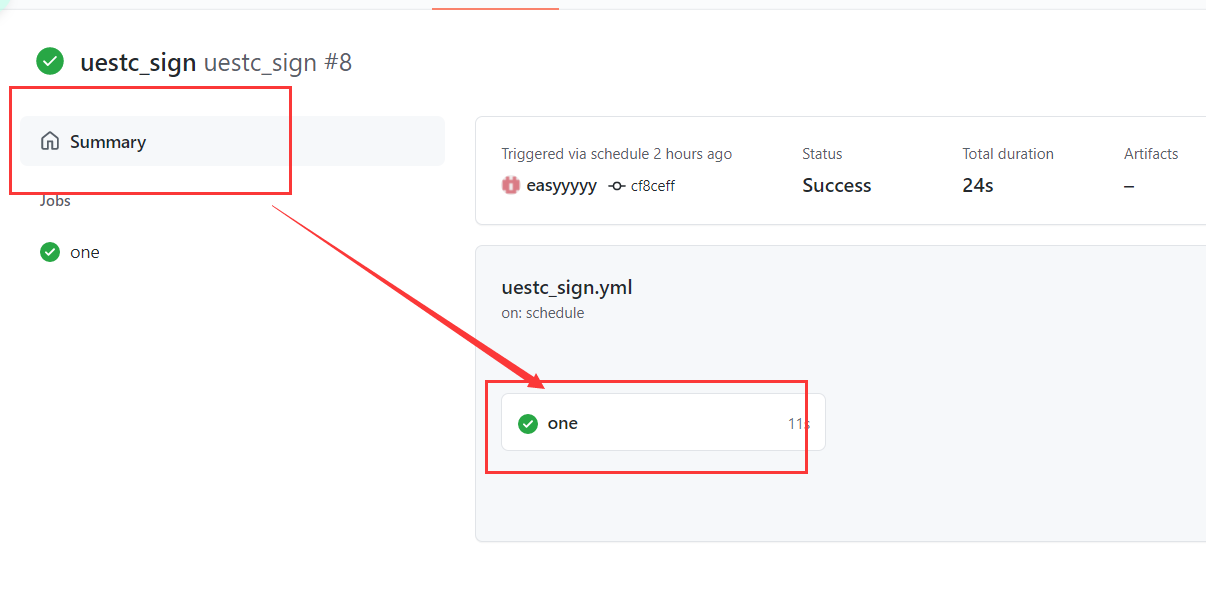 uestc_sign uestc_sign #8
Summary
Jobs
one
Triggered via schedule 2 hours ago
easyyyyy cf8ceff
Status
Success
Total duration
24s
Artifacts
–
uestc_sign.yml
on: schedule
one 11s